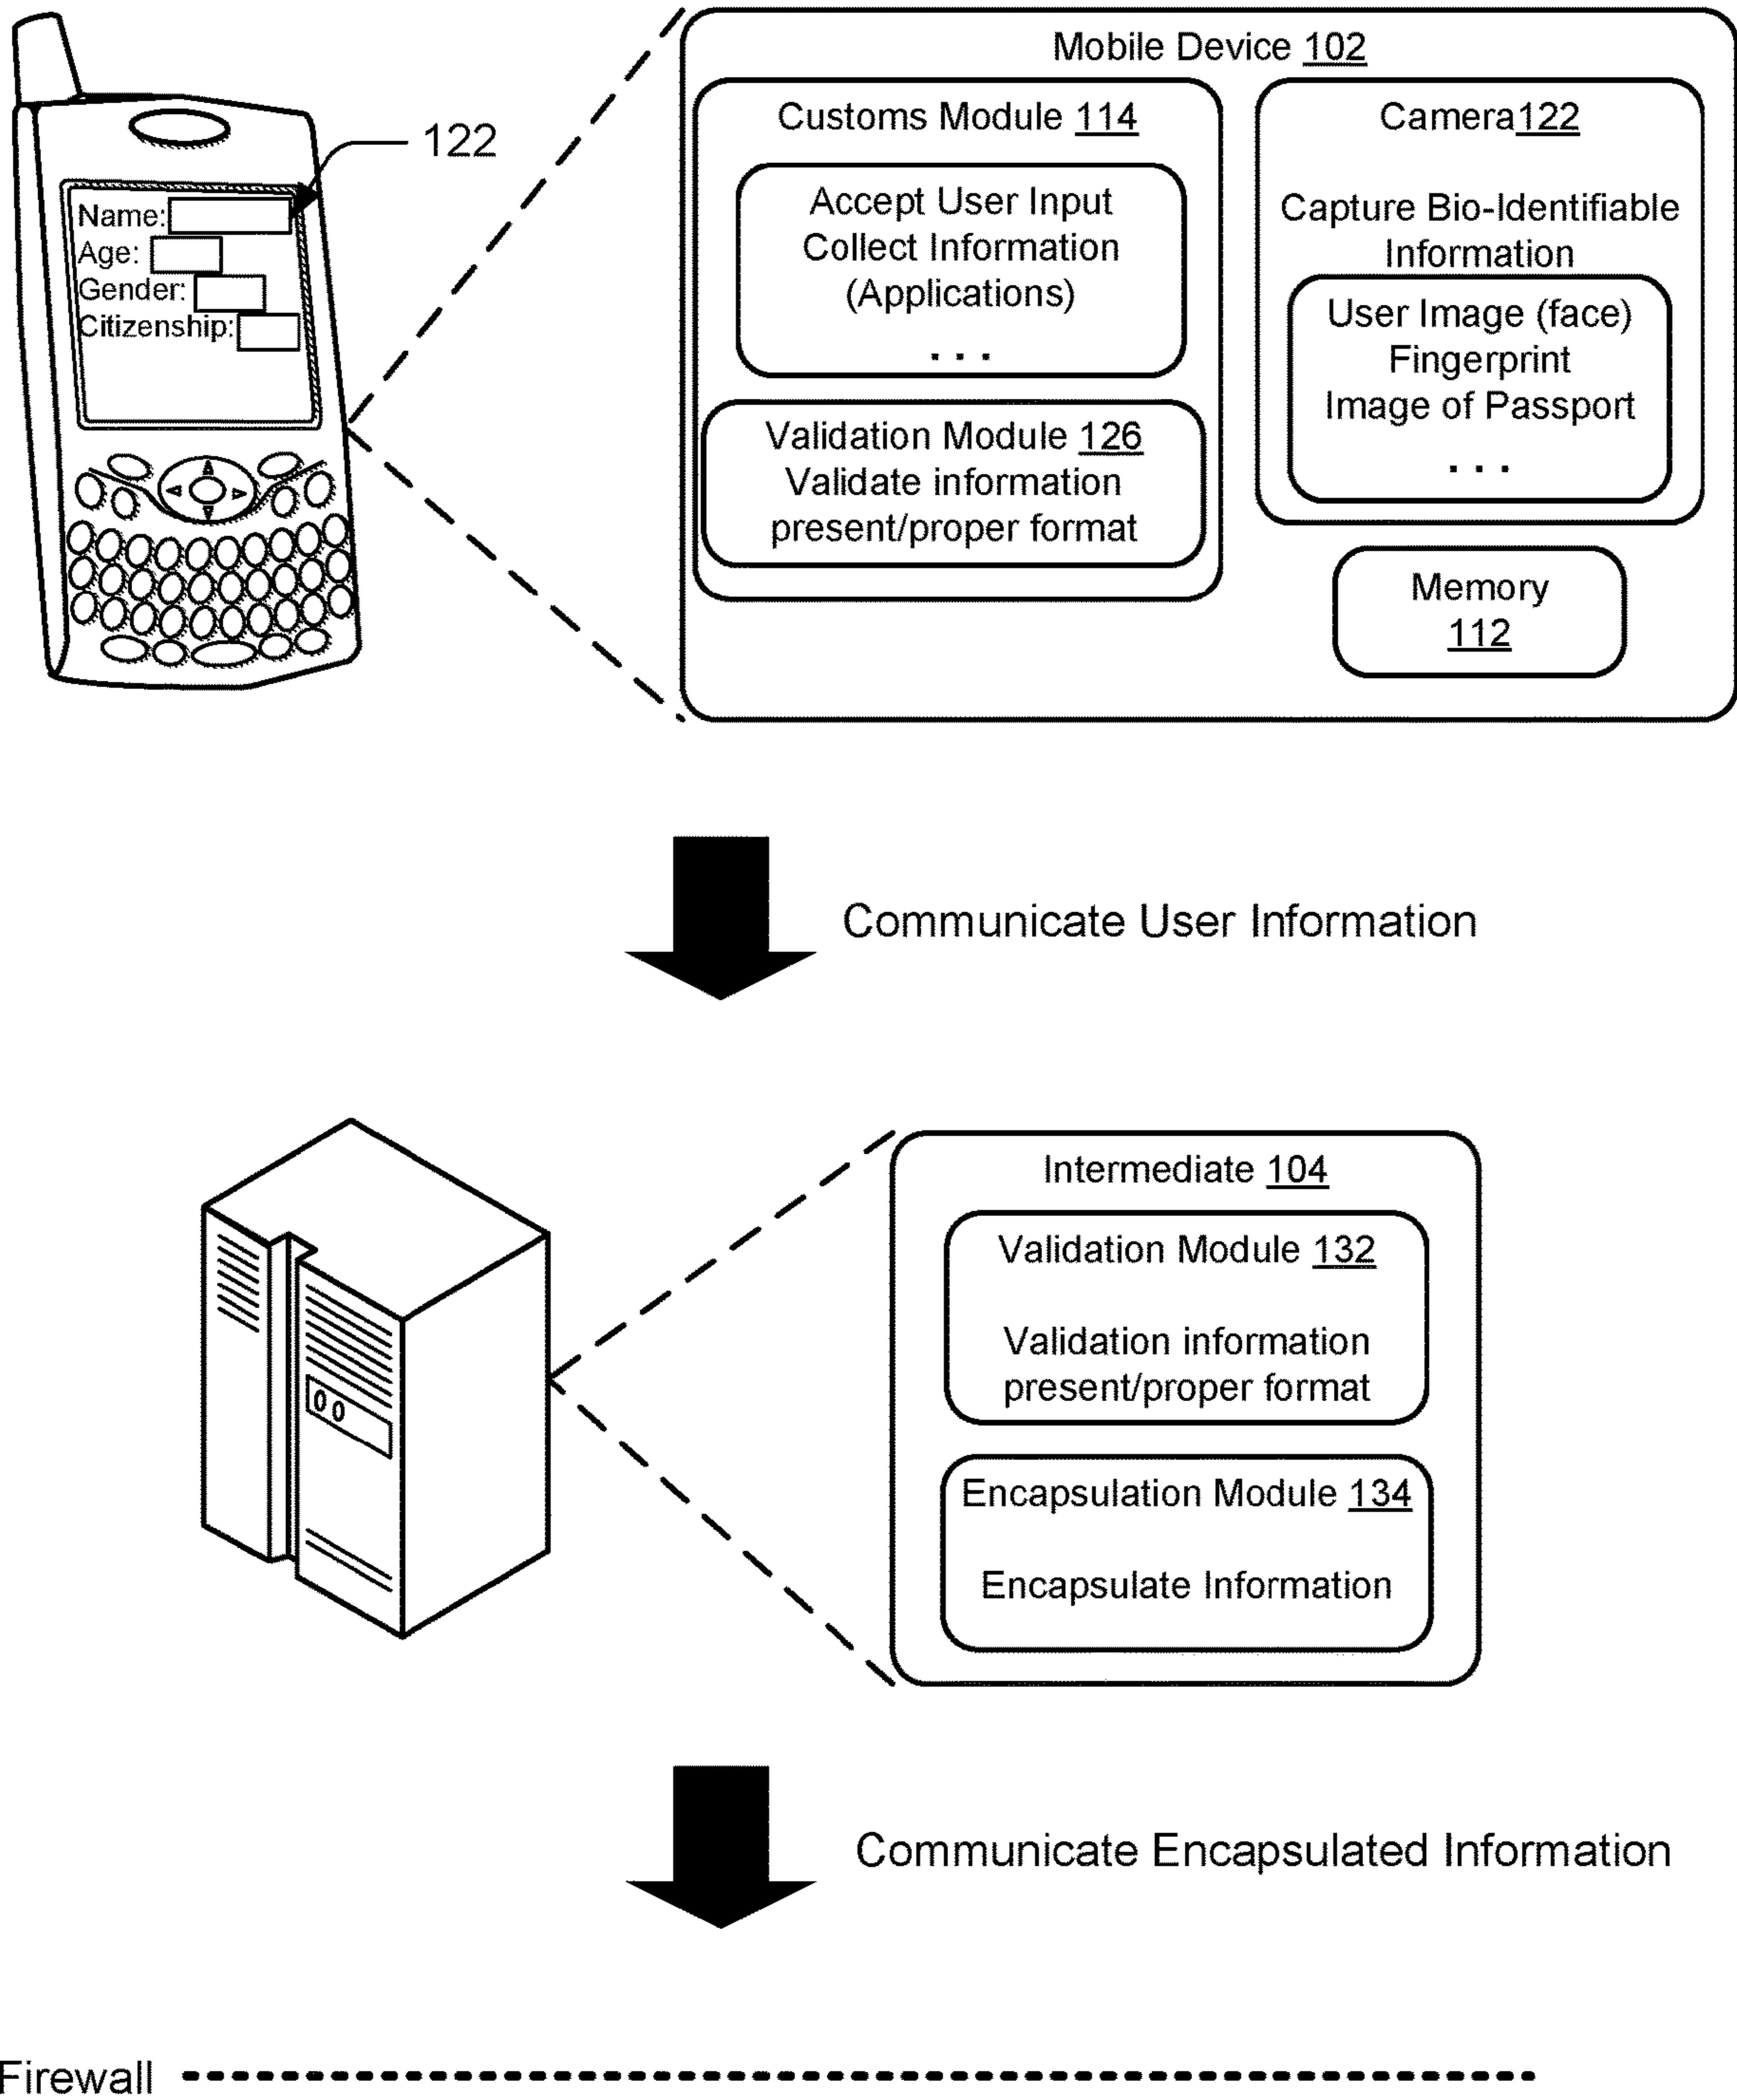 122
Name:
Age:
Gender:
Citizenship:
Mobile Device 102
Customs Module 114
Accept User Input
Collect Information
(Applications)
. . .
Validation Module 126
Validate information
present/proper format
Camera122
Capture Bio-Identifiable
Information
User Image (face)
Fingerprint
Image of Passport
. . .
Memory
112
Communicate User Information
Intermediate 104
Validation Module 132
Validation information
present/proper format
Encapsulation Module 134
Encapsulate Information
Communicate Encapsulated Information
Firewall